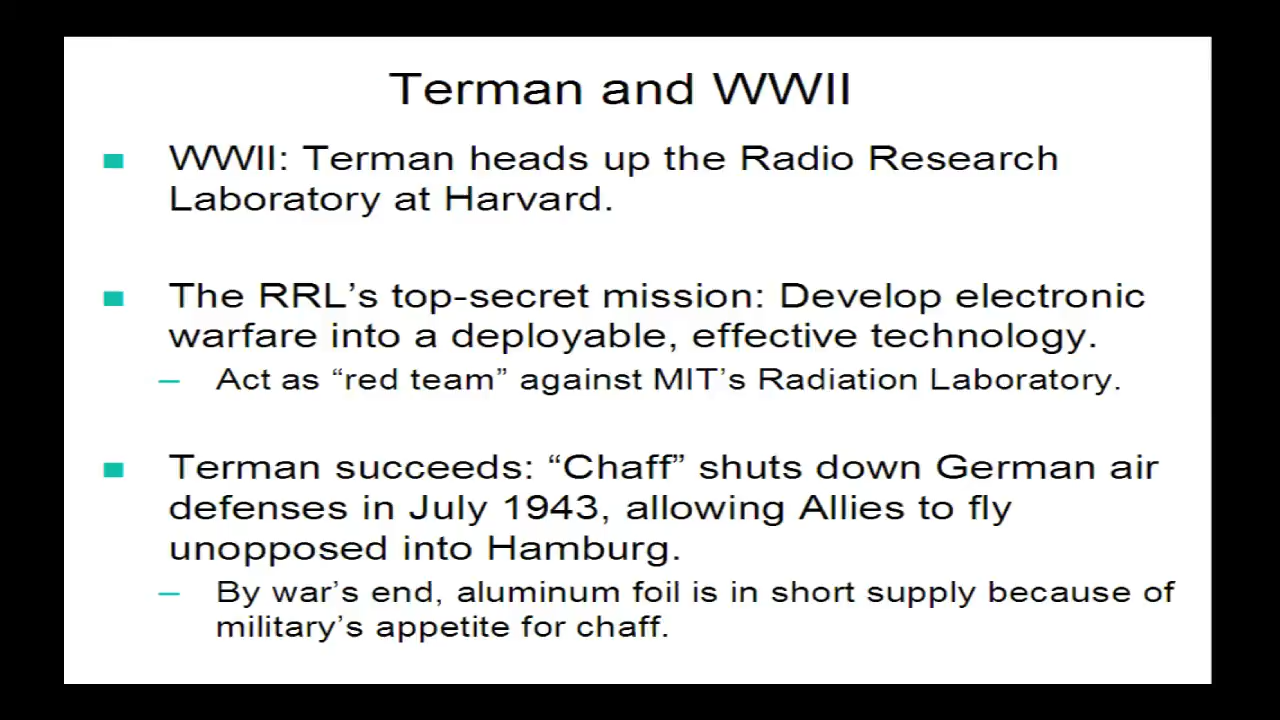 Terman and WWII
WWII: Terman heads up the Radio Research
Laboratory at Harvard.
The RRL’s top-secret mission: Develop electronic
warfare into a deployable, effective technology.
– Act as “red team” against MIT’s Radiation Laboratory.
Terman succeeds: “Chaff” shuts down German air
defenses in July 1943, allowing Allies to fly
unopposed into Hamburg.
– By war’s end, aluminum foil is in short supply because of
military’s appetite for chaff.